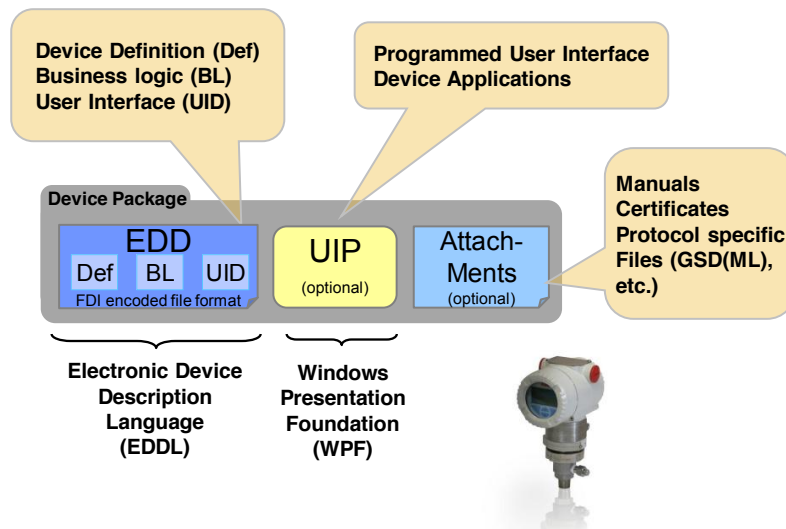 Device Definition (Def)
Business logic (BL)
User Interface (UID)
Programmed User Interface
Device Applications
Manuals
Certificates
Protocol specific
Files (GSD(ML),
etc.)
Device Package
EDD
Def BL UID
FDI encoded file format
UIP
(optional)
Attach-
Ments
(optional)
Electronic Device
Description
Language
(EDDL)
Windows
Presentation
Foundation
(WPF)